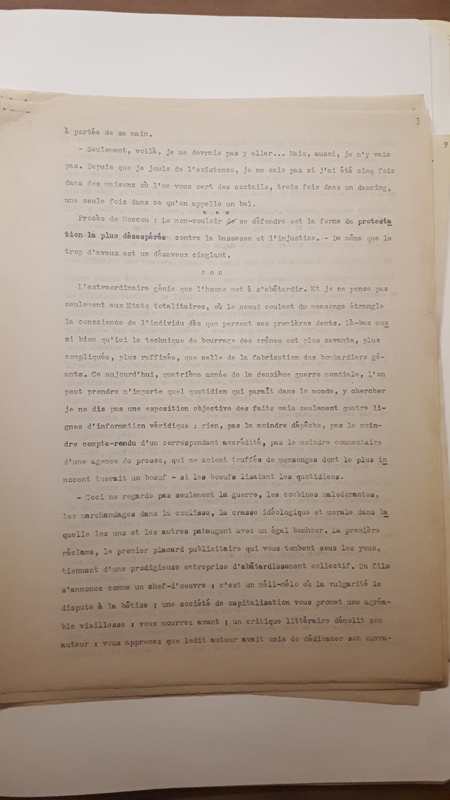 3
à portée de sa main.
- Seulement, voilà, je ne devrais pas y aller... Mais, aussi, je n'y vais
pas. Depuis que je jouis de l'existence, je ne sais pas si j'ai été cinq fois
dans des maisons où l'on vous sert des coctails, trois fois dans un dancing,
une seule fois dans ce qu'on appelle un bal.
* * *
Procès de Moscou : Le non-vouloir se défendre est la forme de protesta
tion la plus désespérée contre la bassesse et l'injustice. - De même que le
trop d'aveux est un désaveu cinglant.
o o o
L'extraordinaire génie que l'homme met à s'abâtardir. Et je ne pense pas
seulement aux Etats totalitaires, où le noeud coulant du mensonge étrangle
la conscience de l'individu dès que percent ses premières dents. Là-bas aus
si bien qu'ici la technique du bourrage des crânes est plus savante, plus
compliquée, plus raffinée, que celle de la fabrication des bombardiers gé-
ants. Ce aujourd'hui, quatrième année de la deuxième guerre mondiale, l'on
peut prendre n'importe quel quotidien qui paraît dans le monde, y chercher
je ne dis pas une exposition objective des faits mais seulement quatre li-
gnes d'information véridique : rien, pas la moindre dépêche, pas le moin-
dre compte-rendu d'un correspondant accrédité, pas le moindre commentaire
d'une agence de presse, qui ne soient truffés de mensonges dont le plus in
nocent tuerait un boeuf - si les boeufs lisaient les quotidiens.
- Ceci ne regarde pas seulement la guerre, les combines malodorantes,
les marchandages dans la coulisse, la crasse idéologique et morale dans la
quelle les uns et les autres pataugent avec un égal bonheur. La première
réclame, le premier placard publicitaire qui vous tombent sous les yeux,
tiennent d'une prodigieuse entreprise d'abâtardissement collectif. Un film
s'annonce comme un chef-d'oeuvre : c'est un méli-mélo où la vulgarité le
dispute à la bêtise ; une société de capitalisation vous promet une agréa-
ble vieillesse : vous mourrez avant ; un critique littéraire démolit son
auteur : vous apprenez que ledit auteur avait omis de dédicacer son ouvra-